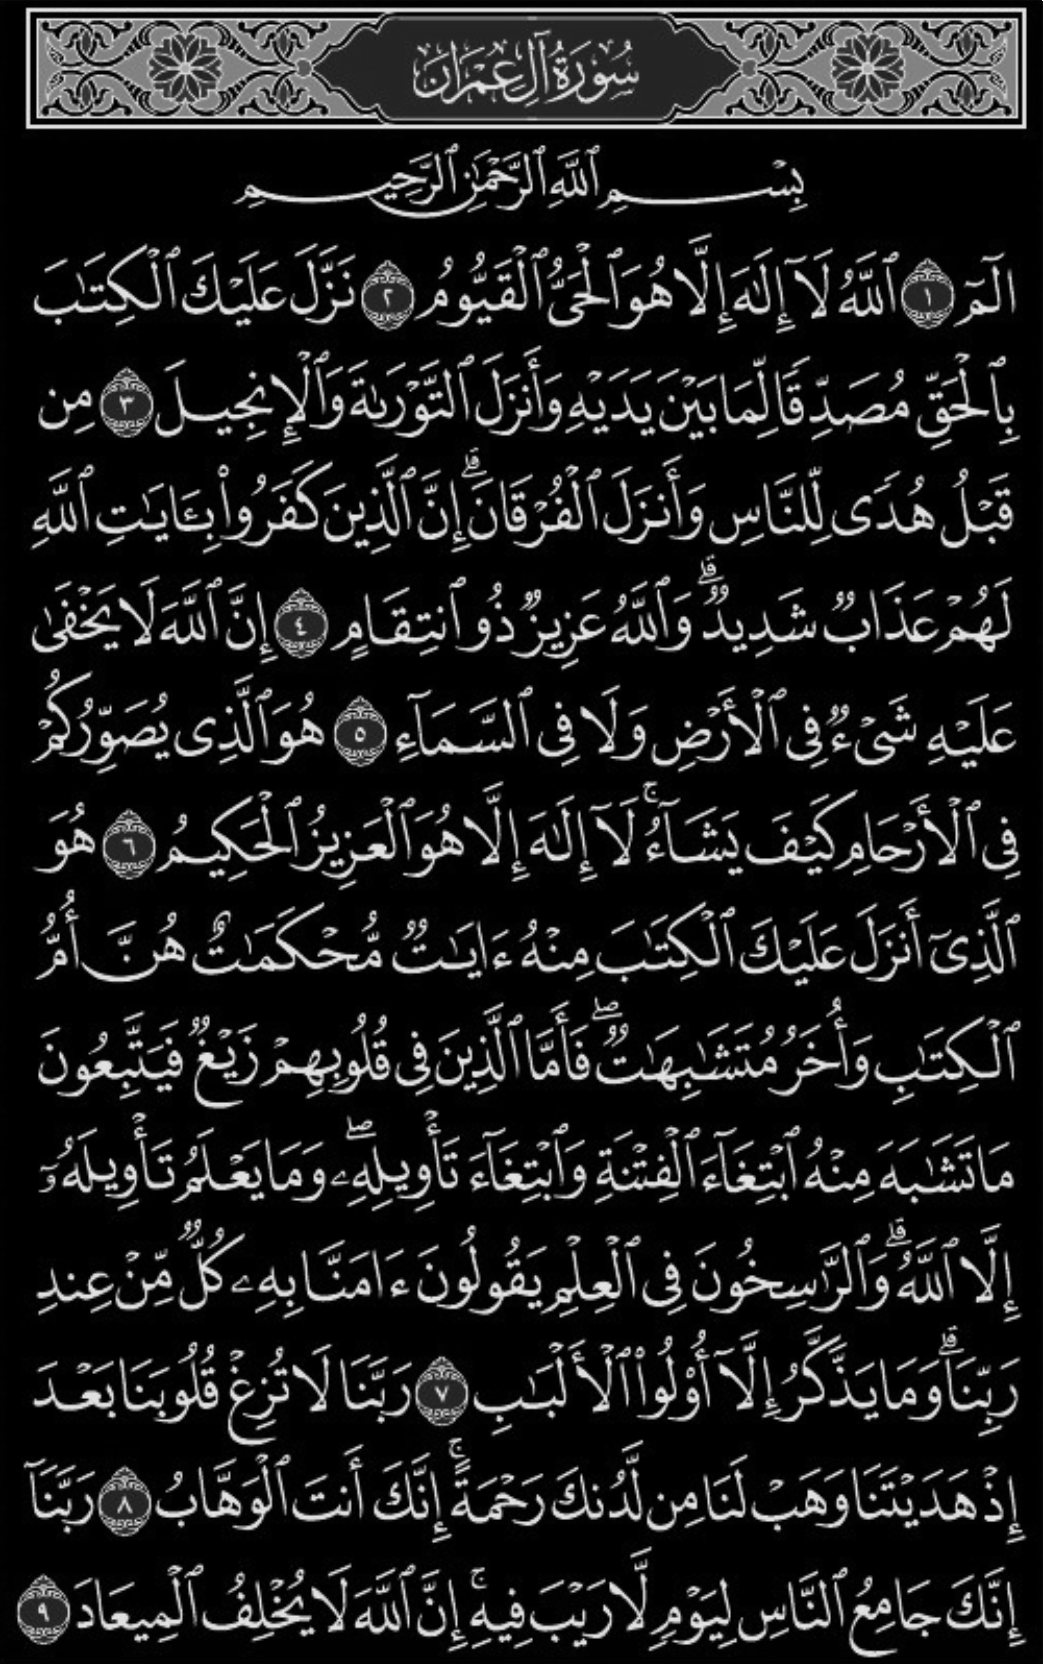 سُورَةُ آلِ عِمۡرَانَ
بِسۡمِ ٱللَّهِ ٱلرَّحۡمَٰنِ ٱلرَّحِيمِ
الٓمٓ ١ ٱللَّهُ لَآ إِلَٰهَ إِلَّا هُوَ ٱلۡحَيُّ ٱلۡقَيُّومُ ٢ نَزَّلَ عَلَيۡكَ ٱلۡكِتَٰبَ
بِٱلۡحَقِّ مُصَدِّقٗا لِّمَا بَيۡنَ يَدَيۡهِ وَأَنزَلَ ٱلتَّوۡرَىٰةَ وَٱلۡإِنجِيلَ ٣ مِن
قَبۡلُ هُدٗى لِّلنَّاسِ وَأَنزَلَ ٱلۡفُرۡقَانَۗ إِنَّ ٱلَّذِينَ كَفَرُواْ بِـَٔايَٰتِ ٱللَّهِ
لَهُمۡ عَذَابٞ شَدِيدٞۗ وَٱللَّهُ عَزِيزٞ ذُو ٱنتِقَامٍ ٤ إِنَّ ٱللَّهَ لَا يَخۡفَىٰ
عَلَيۡهِ شَيۡءٞ فِي ٱلۡأَرۡضِ وَلَا فِي ٱلسَّمَآءِ ٥ هُوَ ٱلَّذِي يُصَوِّرُكُمۡ
فِي ٱلۡأَرۡحَامِ كَيۡفَ يَشَآءُۚ لَآ إِلَٰهَ إِلَّا هُوَ ٱلۡعَزِيزُ ٱلۡحَكِيمُ ٦ هُوَ
ٱلَّذِيٓ أَنزَلَ عَلَيۡكَ ٱلۡكِتَٰبَ مِنۡهُ ءَايَٰتٞ مُّحۡكَمَٰتٌ هُنَّ أُمُّ
ٱلۡكِتَٰبِ وَأُخَرُ مُتَشَٰبِهَٰتٞۖ فَأَمَّا ٱلَّذِينَ فِي قُلُوبِهِمۡ زَيۡغٞ فَيَتَّبِعُونَ
مَا تَشَٰبَهَ مِنۡهُ ٱبۡتِغَآءَ ٱلۡفِتۡنَةِ وَٱبۡتِغَآءَ تَأۡوِيلِهِۦۖ وَمَا يَعۡلَمُ تَأۡوِيلَهُۥٓ
إِلَّا ٱللَّهُۗ وَٱلرَّٰسِخُونَ فِي ٱلۡعِلۡمِ يَقُولُونَ ءَامَنَّا بِهِۦ كُلّٞ مِّنۡ عِندِ
رَبِّنَاۗ وَمَا يَذَّكَّرُ إِلَّآ أُوْلُواْ ٱلۡأَلۡبَٰبِ ٧ رَبَّنَا لَا تُزِغۡ قُلُوبَنَا بَعۡدَ
إِذۡ هَدَيۡتَنَا وَهَبۡ لَنَا مِن لَّدُنكَ رَحۡمَةًۚ إِنَّكَ أَنتَ ٱلۡوَهَّابُ ٨ رَبَّنَآ
إِنَّكَ جَامِعُ ٱلنَّاسِ لِيَوۡمٖ لَّا رَيۡبَ فِيهِۚ إِنَّ ٱللَّهَ لَا يُخۡلِفُ ٱلۡمِيعَادَ ٩